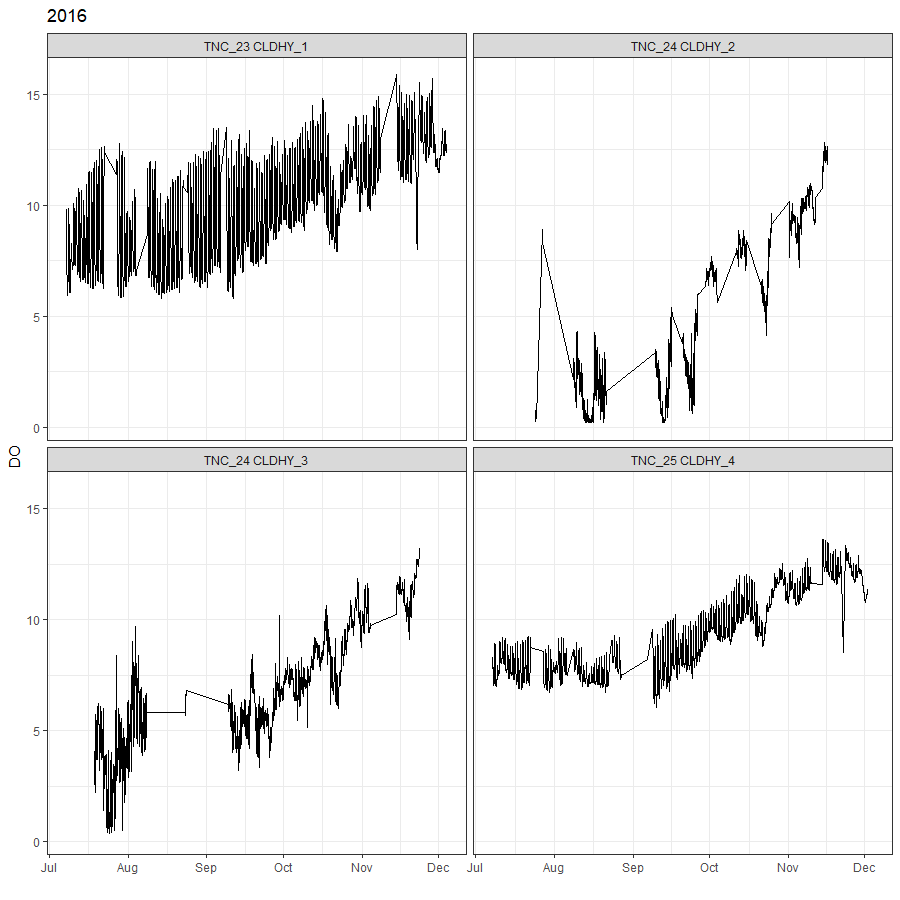 2016
TNC_23 CLDHY_1 TNC_24 CLDHY_2
15
10
5
0
DO
TNC_24 CLDHY_3 TNC_25 CLDHY_4
15
10
5
0
Jul Aug Sep Oct Nov Dec Jul Aug Sep Oct Nov Dec